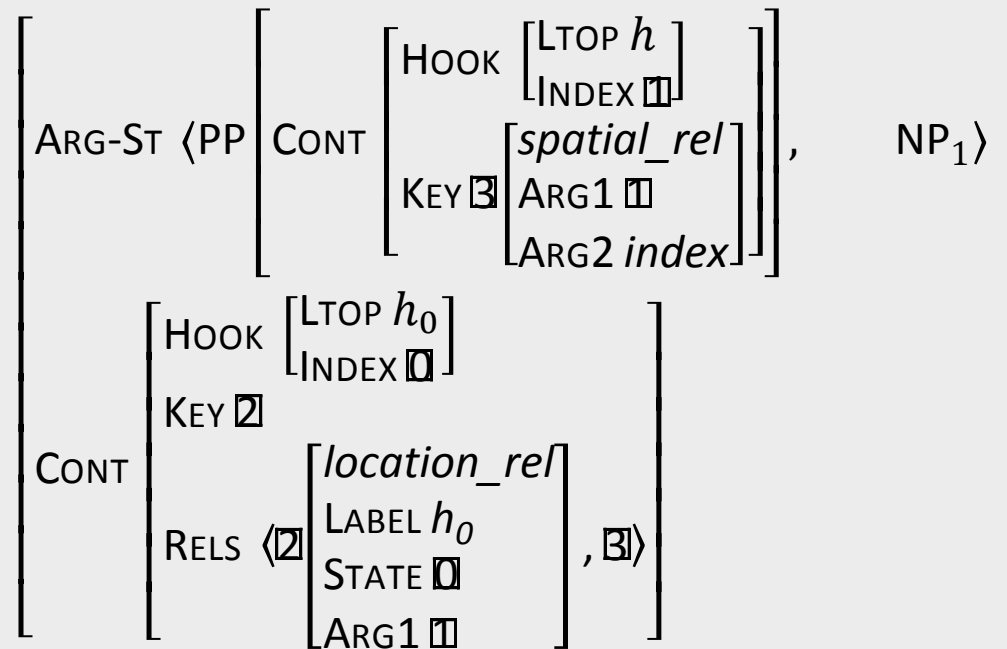 HOOK [LTOP h
INDEX 1]
ARG-ST ⟨PP [CONT [KEY 3 [spatial_rel
ARG1 1
ARG2 index]]], NP₁⟩
HOOK [LTOP h₀
INDEX 0]
KEY 2
CONT [RELS ⟨2 [location_rel
LABEL h₀
STATE 0
ARG1 1], 3⟩]